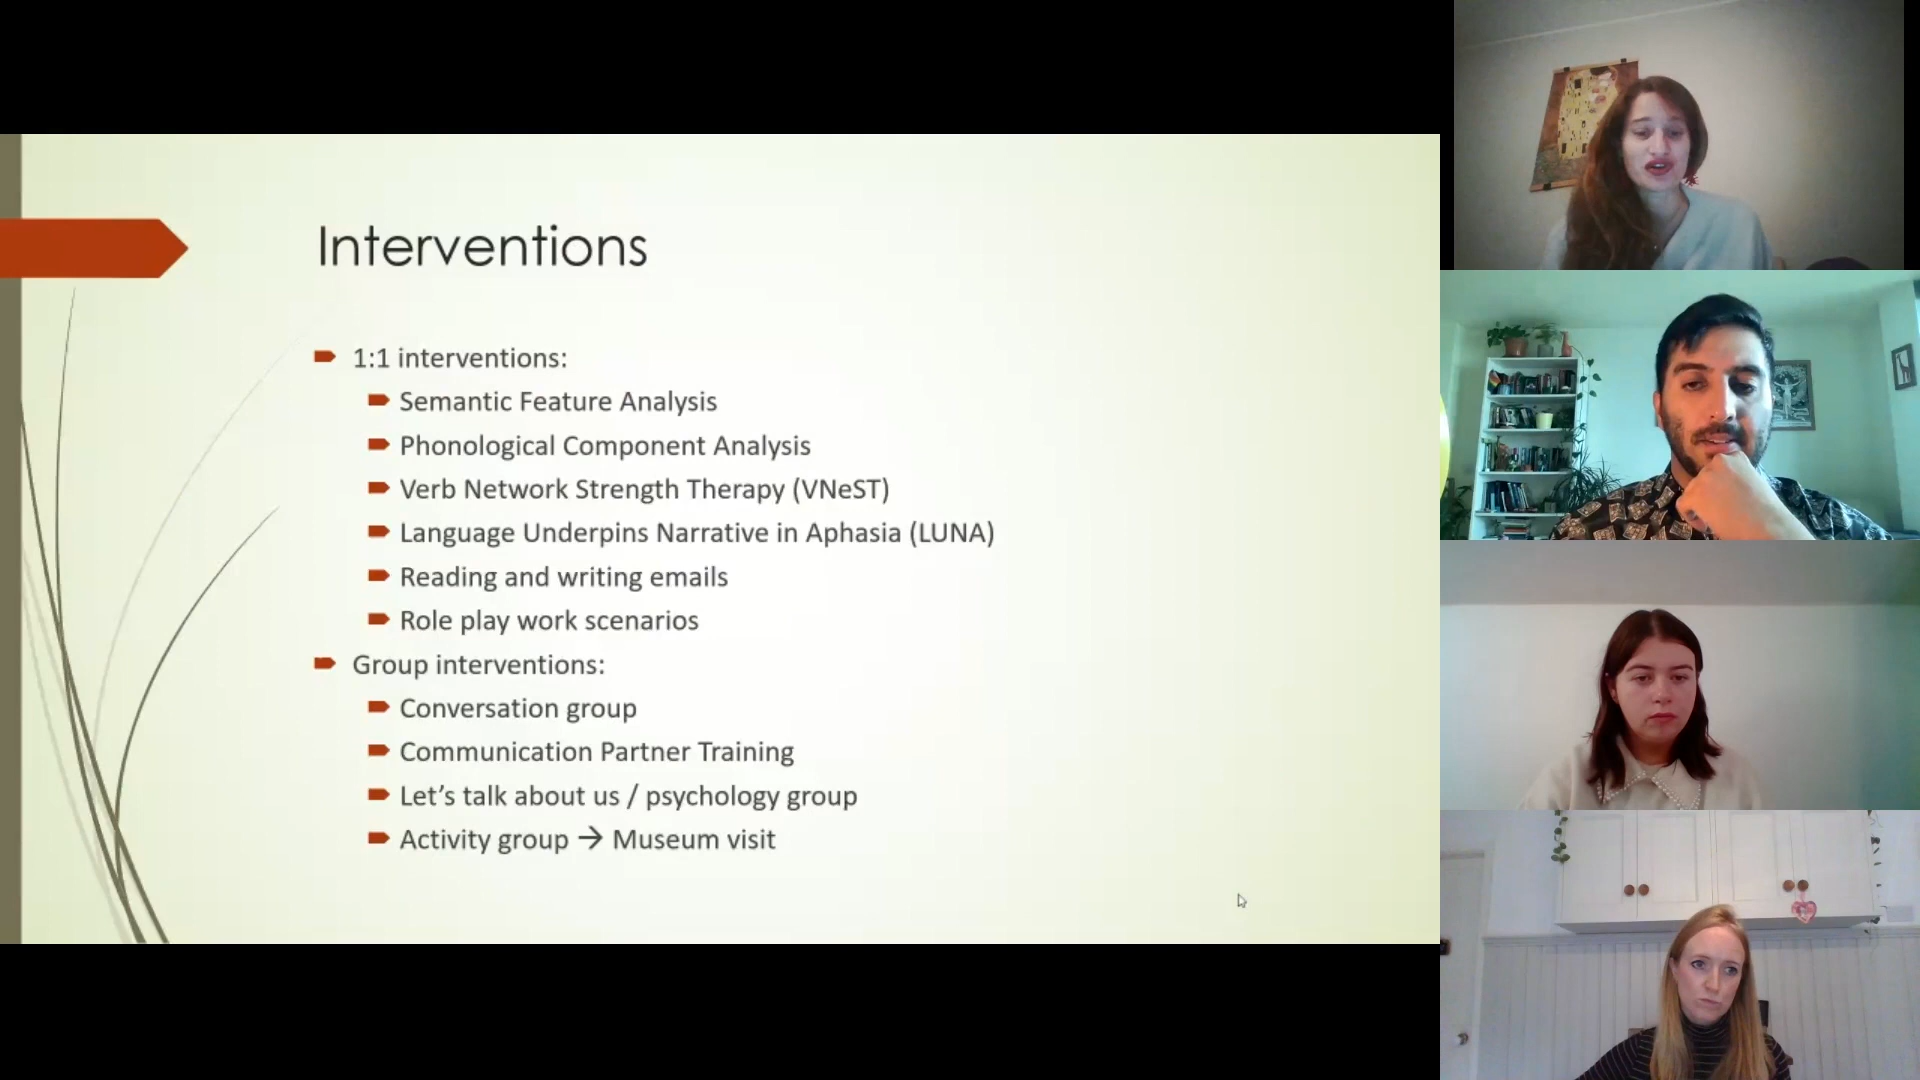 Interventions
1:1 interventions:
Semantic Feature Analysis
Phonological Component Analysis
Verb Network Strength Therapy (VNeST)
Language Underpins Narrative in Aphasia (LUNA)
Reading and writing emails
Role play work scenarios
Group interventions:
Conversation group
Communication Partner Training
Let’s talk about us / psychology group
Activity group → Museum visit